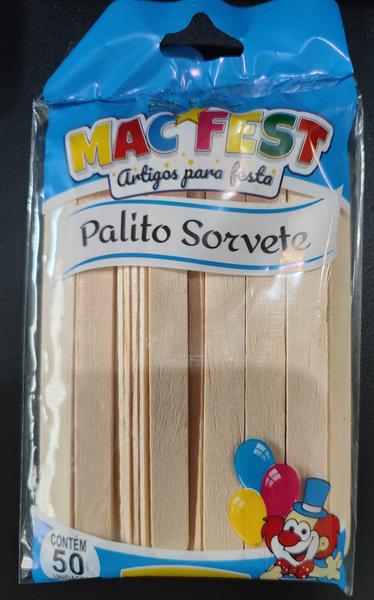 MAC FEST
Artigos para festa
Palito Sorvete
CONTÉM
50